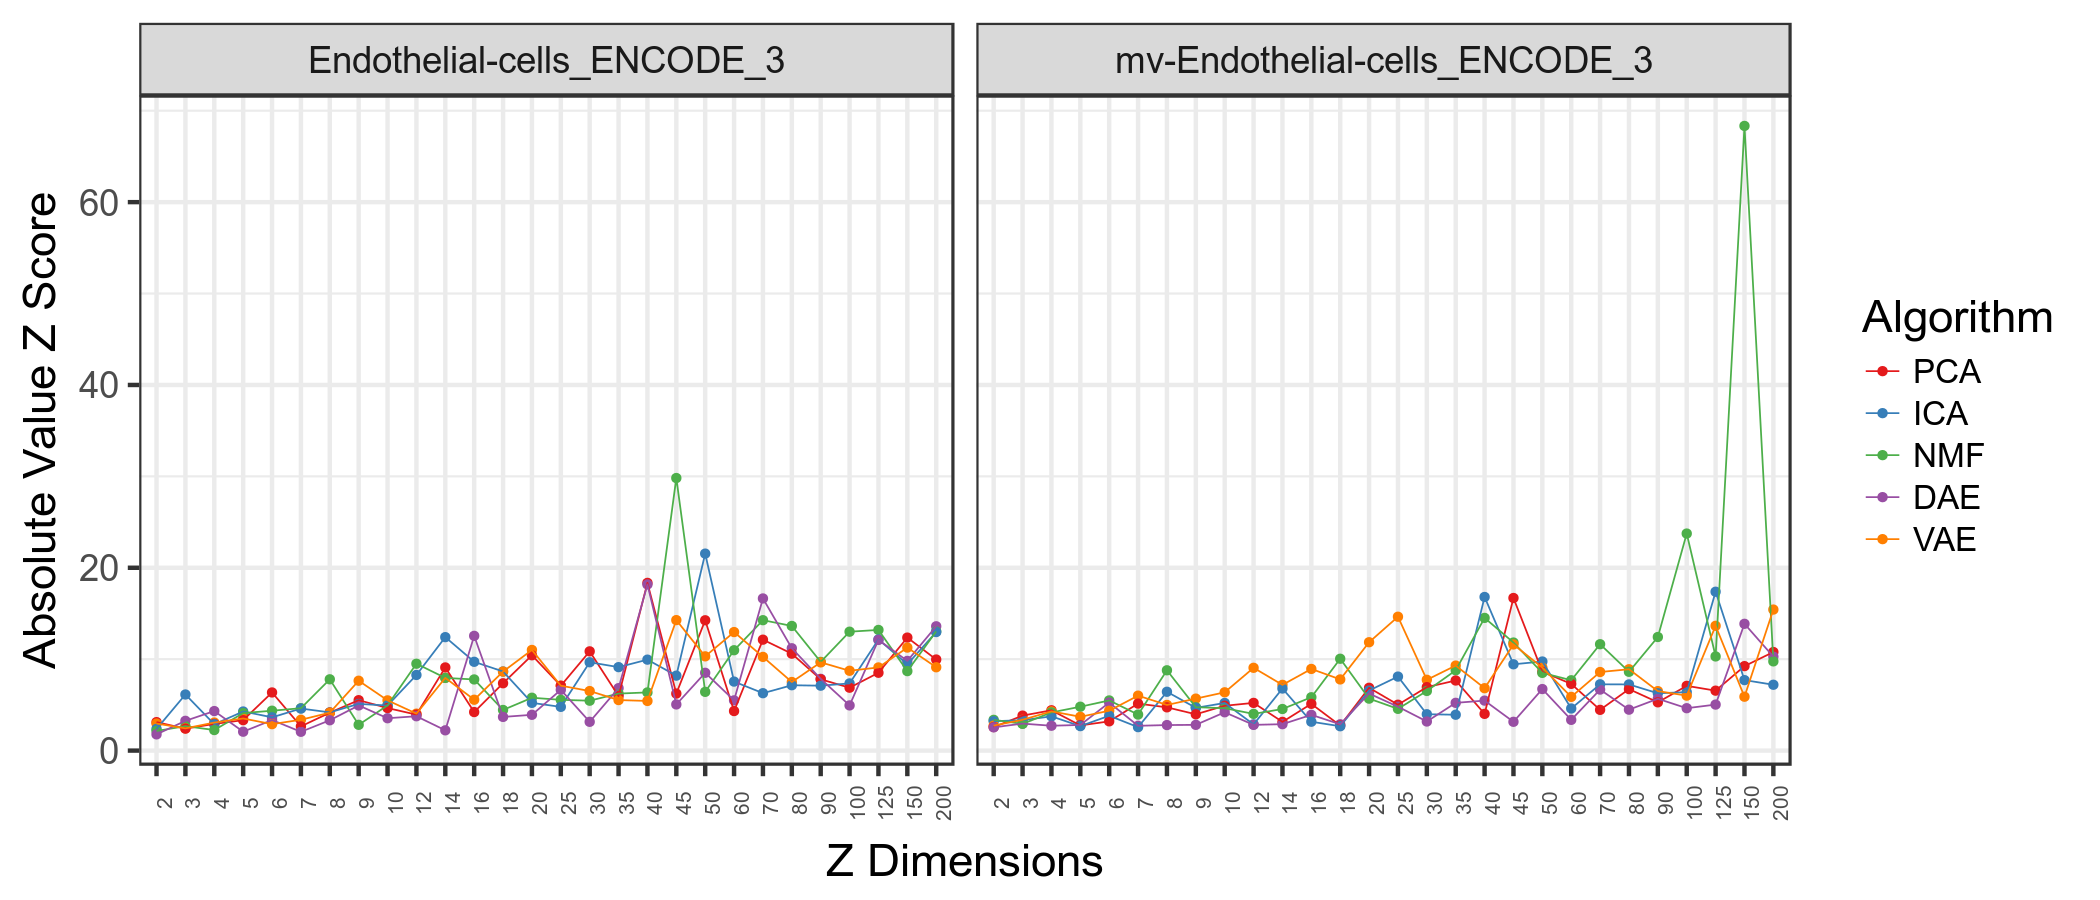 Endothelial-cells_ENCODE_3 mv-Endothelial-cells_ENCODE_3
Absolute Value Z Score
60
40
20
0
2 3 4 5 6 7 8 9 10 12 14 16 18 20 25 30 35 40 45 50 60 70 80 90 100 125 150 200
2 3 4 5 6 7 8 9 10 12 14 16 18 20 25 30 35 40 45 50 60 70 80 90 100 125 150 200
Z Dimensions
Algorithm
PCA
ICA
NMF
DAE
VAE